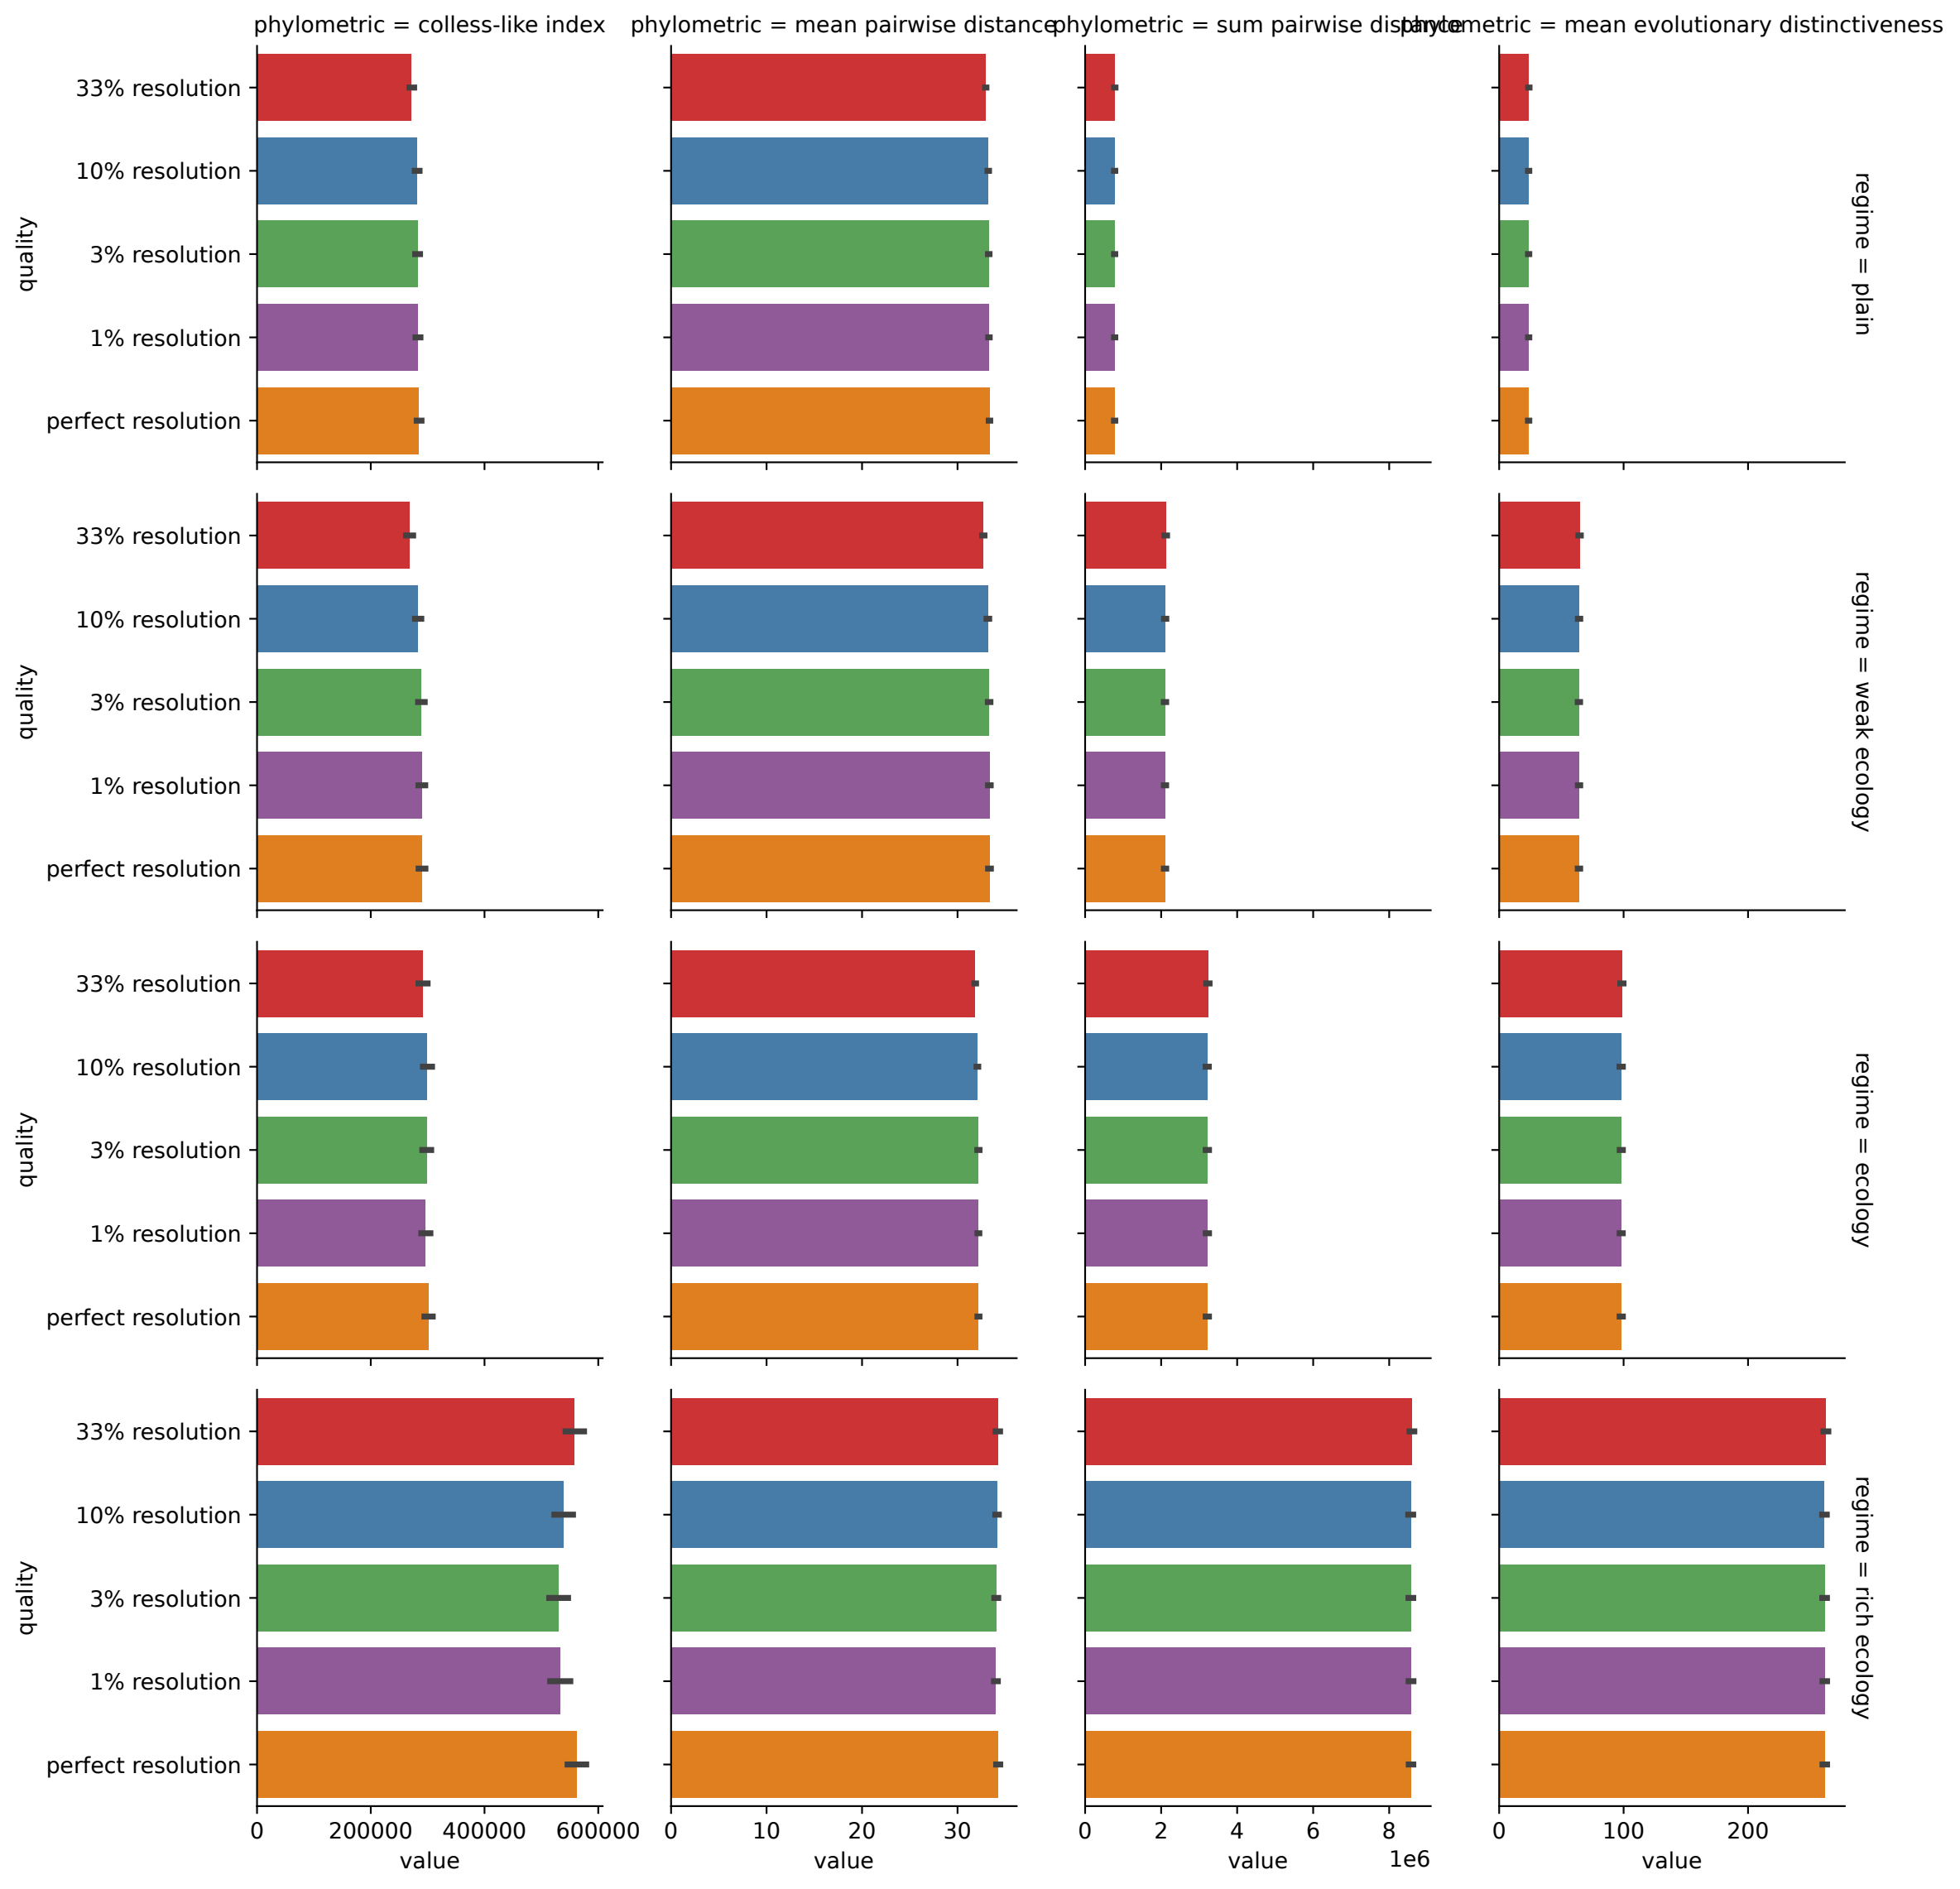 phylometric = colless-like index
phylometric = mean pairwise distance
phylometric = sum pairwise distance
phylometric = mean evolutionary distinctiveness
quality
33% resolution
10% resolution
3% resolution
1% resolution
perfect resolution
regime = plain
quality
33% resolution
10% resolution
3% resolution
1% resolution
perfect resolution
regime = weak ecology
quality
33% resolution
10% resolution
3% resolution
1% resolution
perfect resolution
regime = ecology
quality
33% resolution
10% resolution
3% resolution
1% resolution
perfect resolution
regime = rich ecology
0 200000 400000 600000
value
0 10 20 30
value
0 2 4 6 8
1e6
value
0 100 200
value